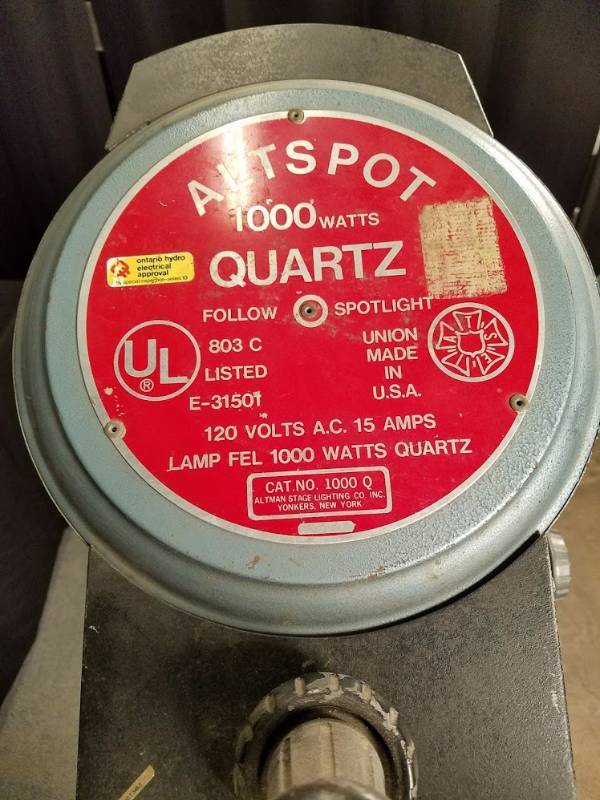 ALTSPOT
1000 WATTS
QUARTZ
ontario hydro
electrical
approval
FOLLOW SPOTLIGHT
UL
®
803 C
LISTED
E-31501
UNION
MADE
IN
U.S.A.
120 VOLTS A.C. 15 AMPS
LAMP FEL 1000 WATTS QUARTZ
CAT. NO. 1000 Q
ALTMAN STAGE LIGHTING CO. INC.
YONKERS, NEW YORK